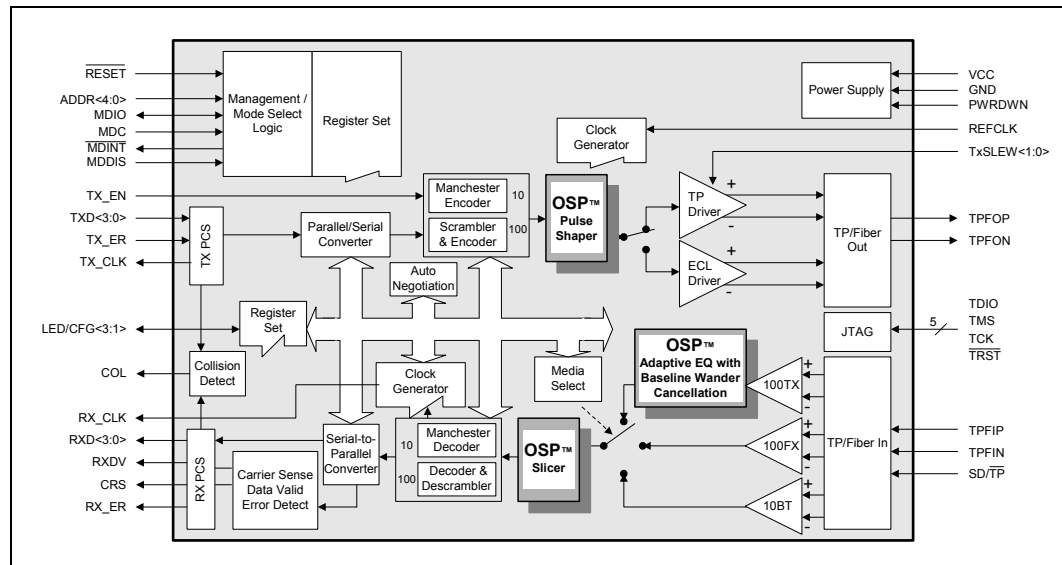 RESET
ADDR<4:0>
MDIO
MDC
MDINT
MDDIS
TX_EN
TXD<3:0>
TX_ER
TX_CLK
LED/CFG<3:1>
COL
RX_CLK
RXD<3:0>
RXDV
CRS
RX_ER
Management /
Mode Select
Logic
Register Set
Power Supply
VCC
GND
PWRDWN
REFCLK
TxSLEW<1:0>
Clock
Generator
TX PCS
Parallel/Serial
Converter
Manchester
Encoder
10
Scrambler
& Encoder
100
OSP™
Pulse
Shaper
TP
Driver
+
-
ECL
Driver
+
-
TP/Fiber
Out
TPFOP
TPFON
Auto
Negotiation
Register
Set
Collision
Detect
Clock
Generator
Media
Select
OSP™
Adaptive EQ with
Baseline Wander
Cancellation
JTAG
5
TDIO
TMS
TCK
TRST
100TX
+
-
100FX
+
-
10BT
+
-
TP/Fiber In
TPFIP
TPFIN
SD/TP
RX PCS
Carrier Sense
Data Valid
Error Detect
Serial-to-
Parallel
Converter
10
Manchester
Decoder
100
Decoder &
Descrambler
OSP™
Slicer